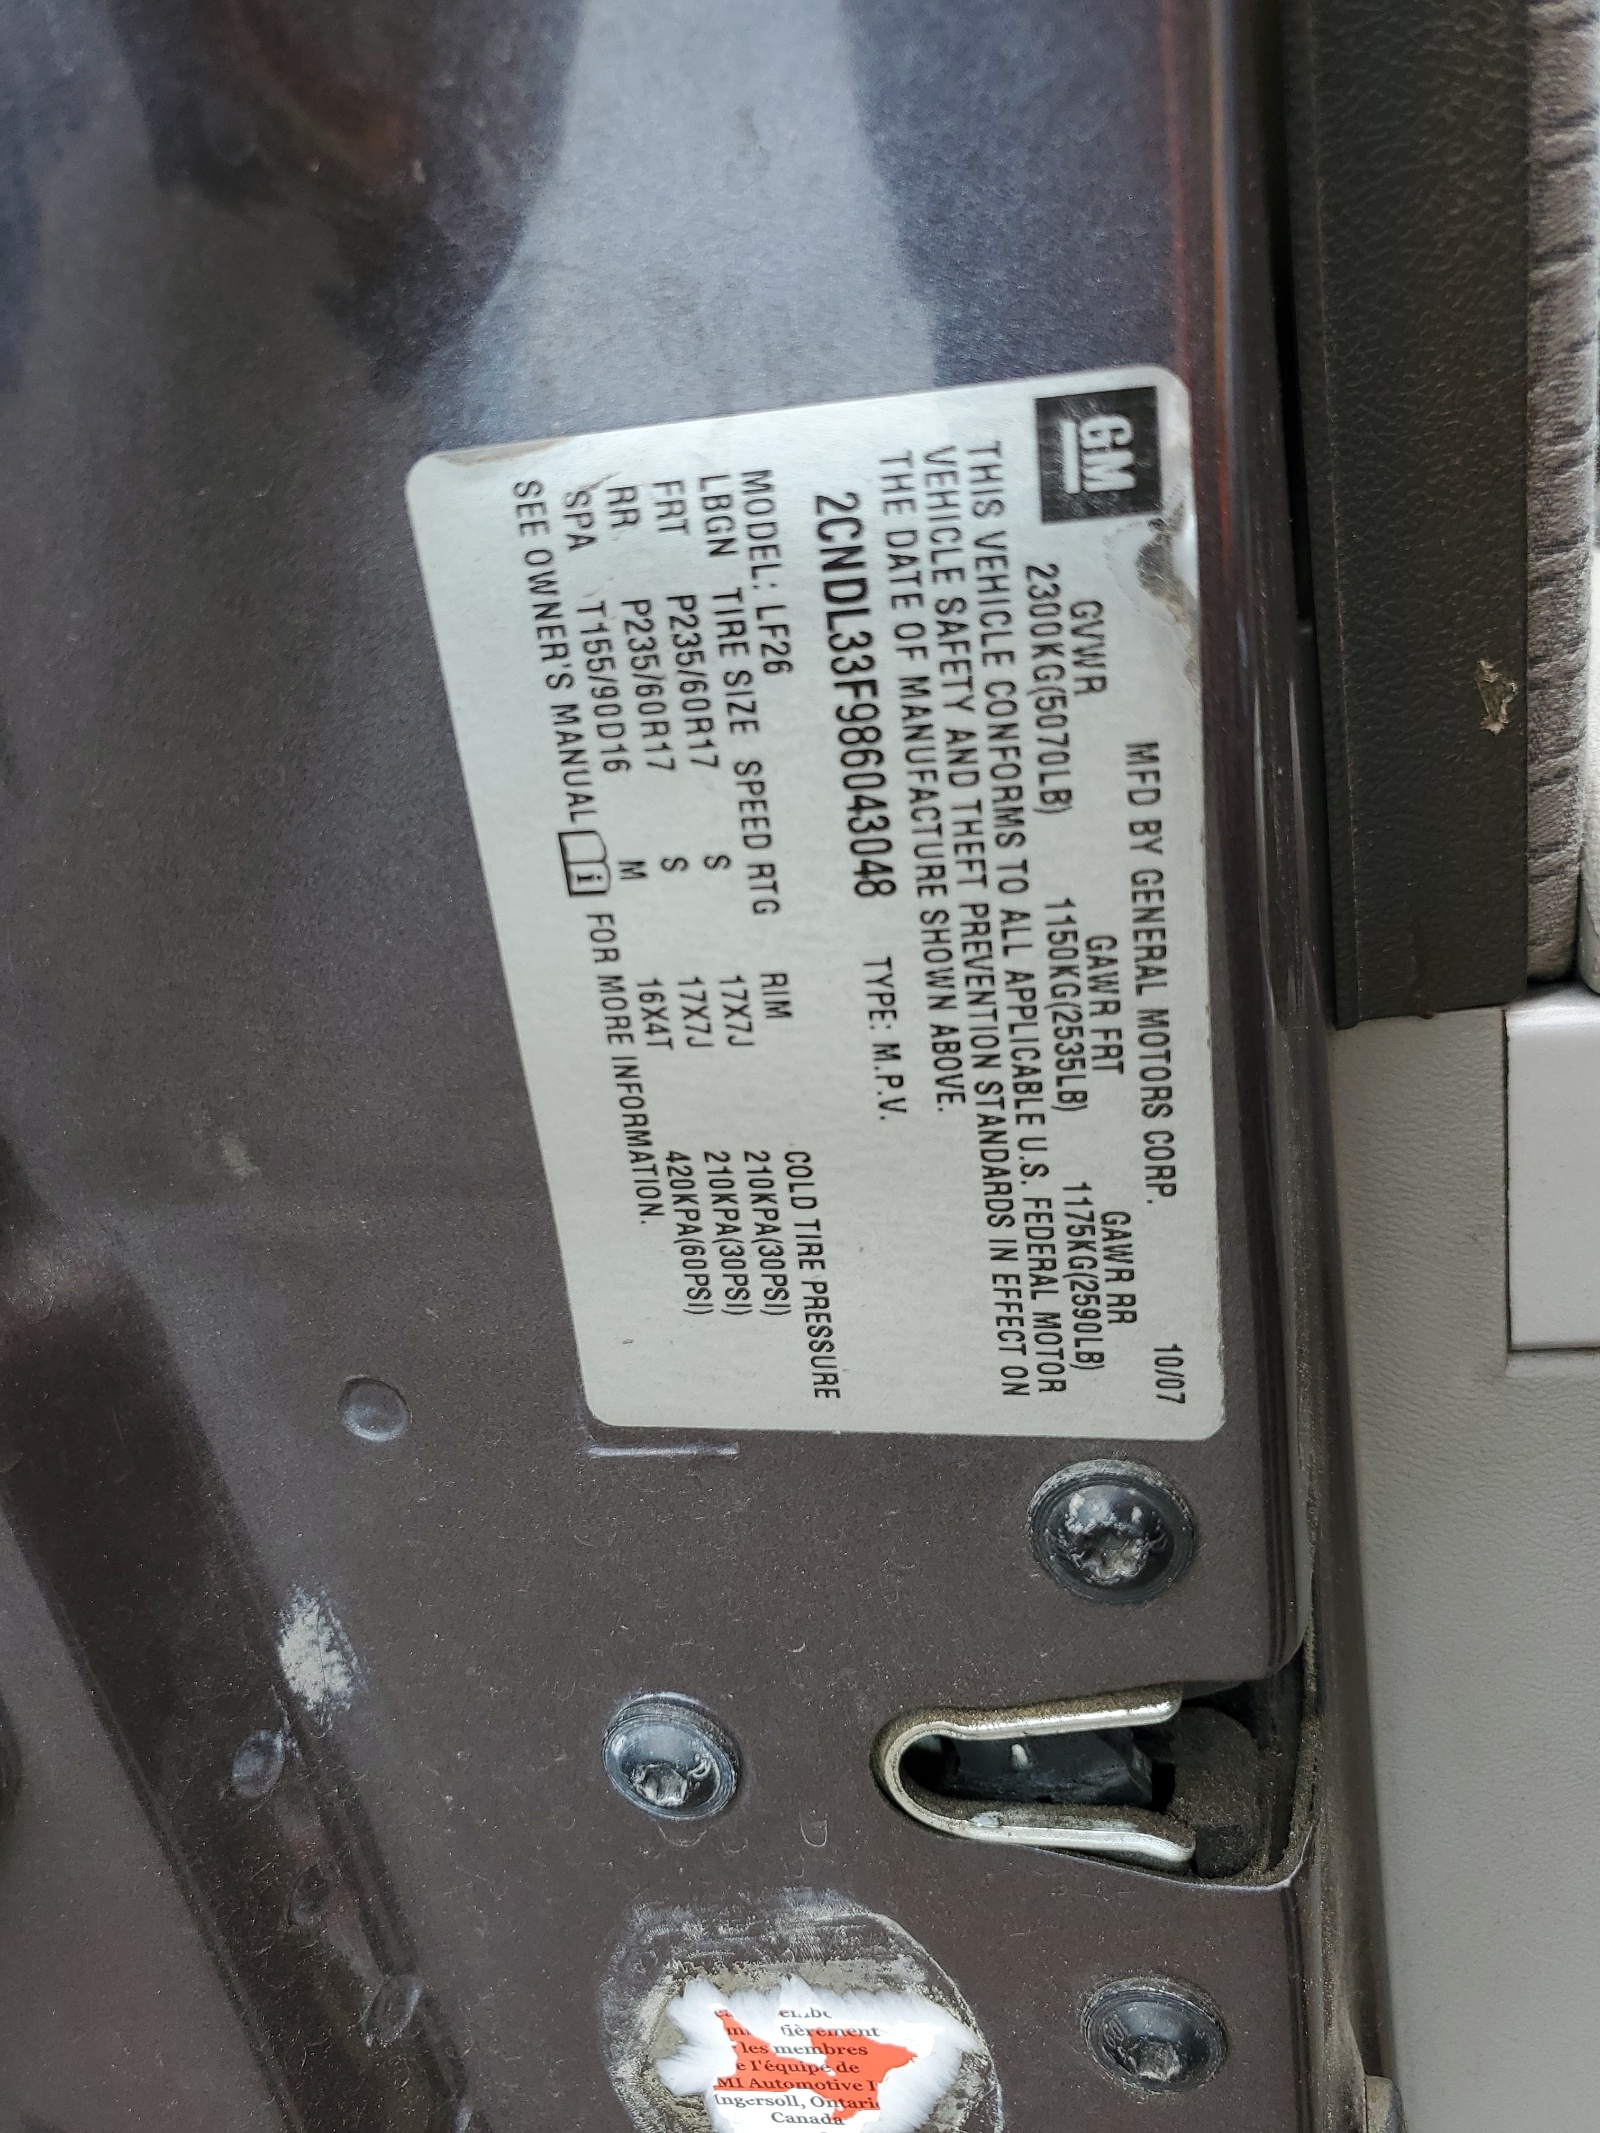 GM
MFD BY GENERAL MOTORS CORP. 10/07
GVWR GAWR FRT GAWR RR
2300KG(5070LB) 1150KG(2535LB) 1175KG(2590LB)
THIS VEHICLE CONFORMS TO ALL APPLICABLE U.S. FEDERAL MOTOR
VEHICLE SAFETY AND THEFT PREVENTION STANDARDS IN EFFECT ON
THE DATE OF MANUFACTURE SHOWN ABOVE.
2CNDL33F986043048 TYPE: M.P.V.
MODEL: LF26
LBGN TIRE SIZE SPEED RTG RIM COLD TIRE PRESSURE
FRT P235/60R17 S 17X7J 210KPA(30PSI)
RR P235/60R17 S 17X7J 210KPA(30PSI)
SPA T155/90D16 M 16X4T 420KPA(60PSI)
SEE OWNER'S MANUAL i FOR MORE INFORMATION.
les membres
l'équipe de
MI Automotive
Canada